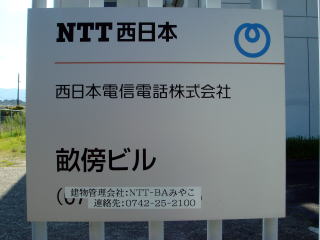 NTT西日本
西日本電信電話株式会社
畝傍ビル
(07
建物管理会社:NTT-BAみやこ
連絡先:0742-25-2100